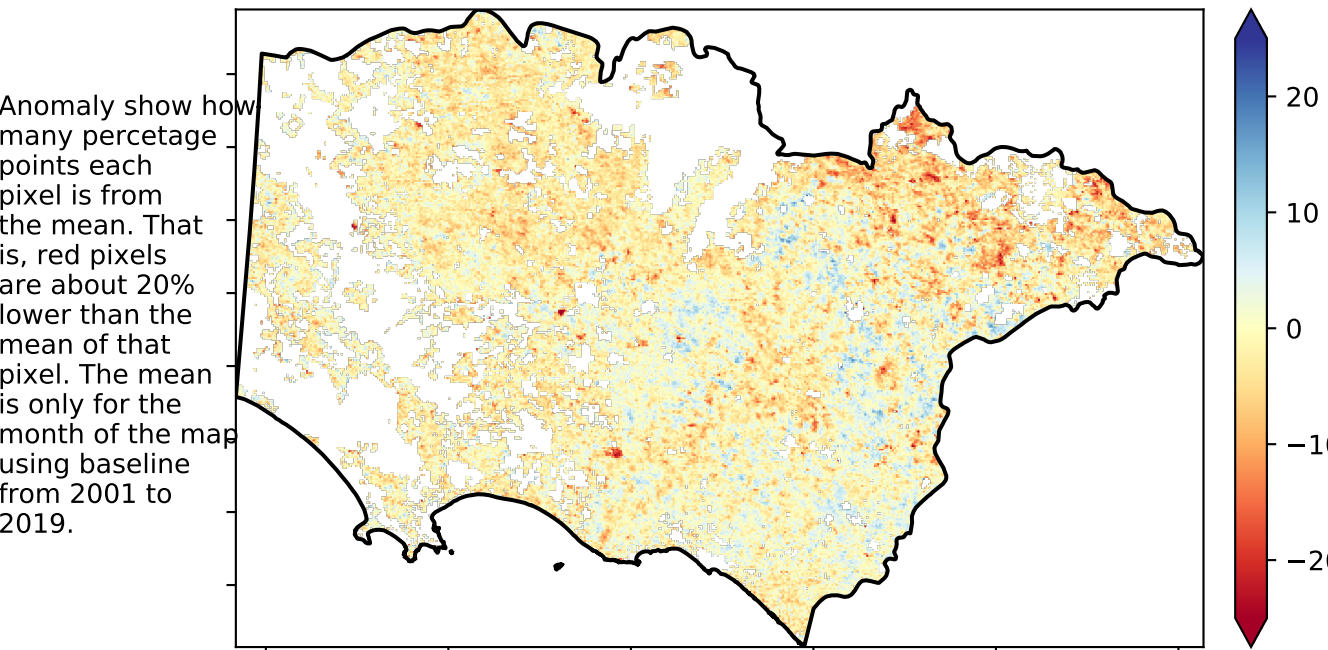 Anomaly show how
many percetage
points each
pixel is from
the mean. That
is, red pixels
are about 20%
lower than the
mean of that
pixel. The mean
is only for the
month of the map
using baseline
from 2001 to
2019.
20
10
0
−10
−20